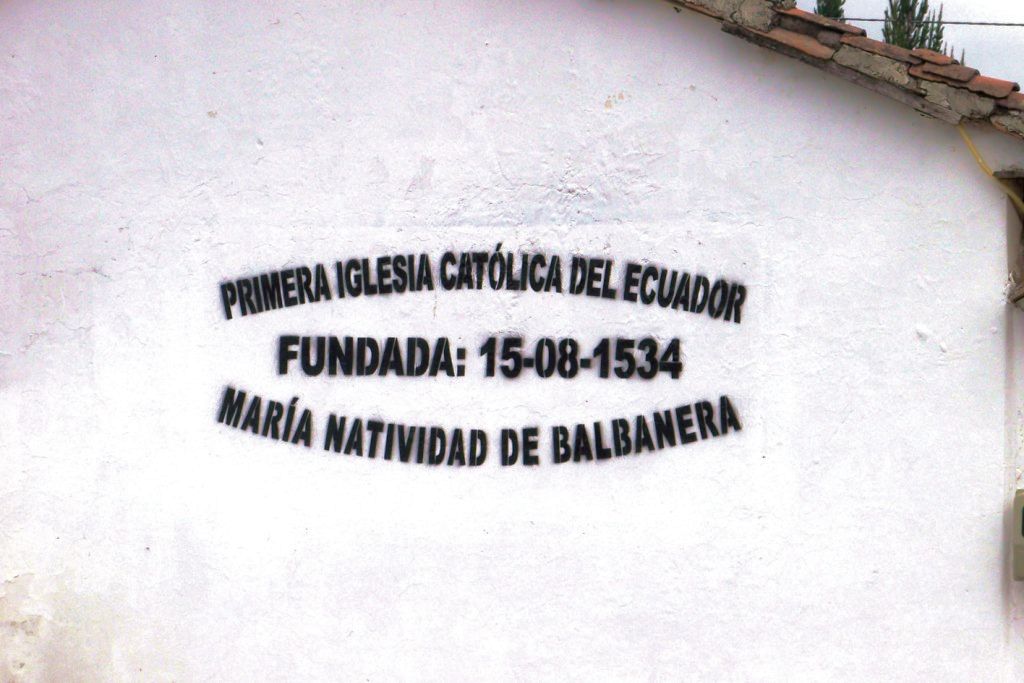 PRIMERA IGLESIA CATÓLICA DEL ECUADOR
FUNDADA: 15-08-1534
MARÍA NATIVIDAD DE BALBANERA